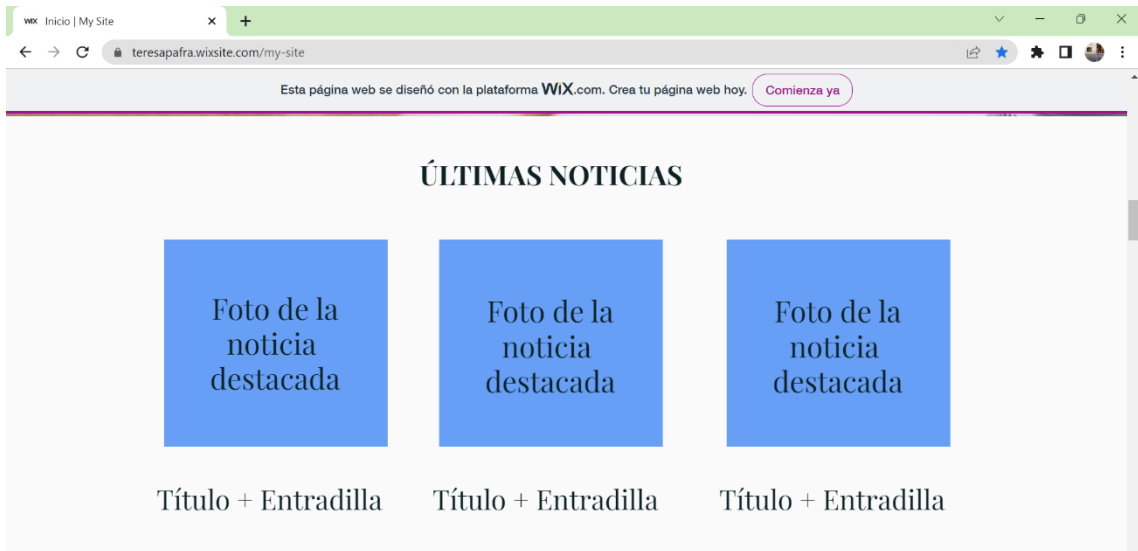 WIX Inicio | My Site
teresapafra.wixsite.com/my-site
Esta página web se diseñó con la plataforma WiX.com. Crea tu página web hoy. Comienza ya
ÚLTIMAS NOTICIAS
Foto de la
noticia
destacada
Foto de la
noticia
destacada
Foto de la
noticia
destacada
Título + Entradilla
Título + Entradilla
Título + Entradilla